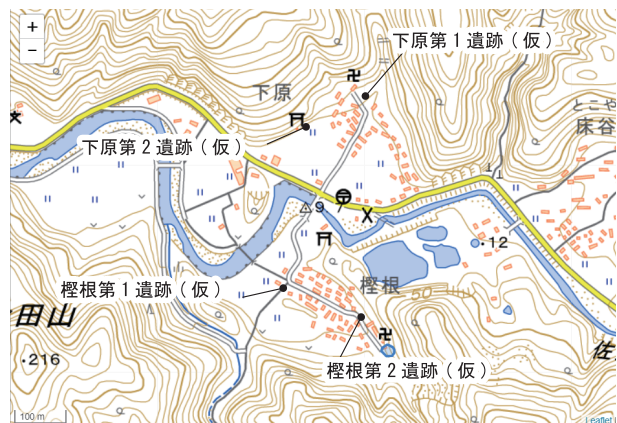 +
−
下原第１遺跡（仮）
下原
とこや
床谷
下原第２遺跡（仮）
9
12
樫根第１遺跡（仮）
樫根
50
田山
216
佐
樫根第２遺跡（仮）
100 m
Leaflet